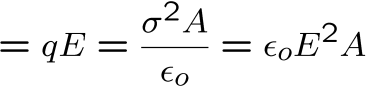 = qE = \frac{\sigma^2 A}{\epsilon_o} = \epsilon_o E^2 A